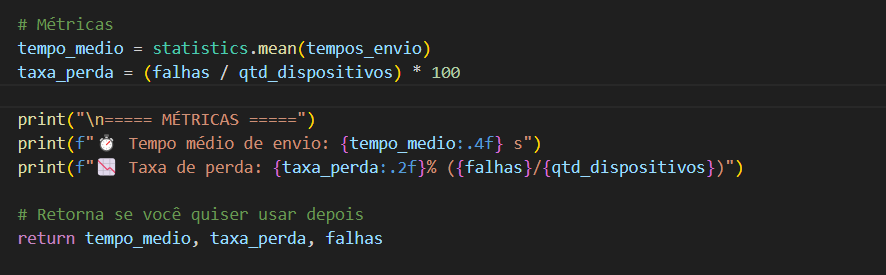 # Métricas
tempo_medio = statistics.mean(tempos_envio)
taxa_perda = (falhas / qtd_dispositivos) * 100
print("\n===== MÉTRICAS =====")
print(f"⏱️ Tempo médio de envio: {tempo_medio:.4f} s")
print(f"📉 Taxa de perda: {taxa_perda:.2f}% ({falhas}/{qtd_dispositivos})")
# Retorna se você quiser usar depois
return tempo_medio, taxa_perda, falhas